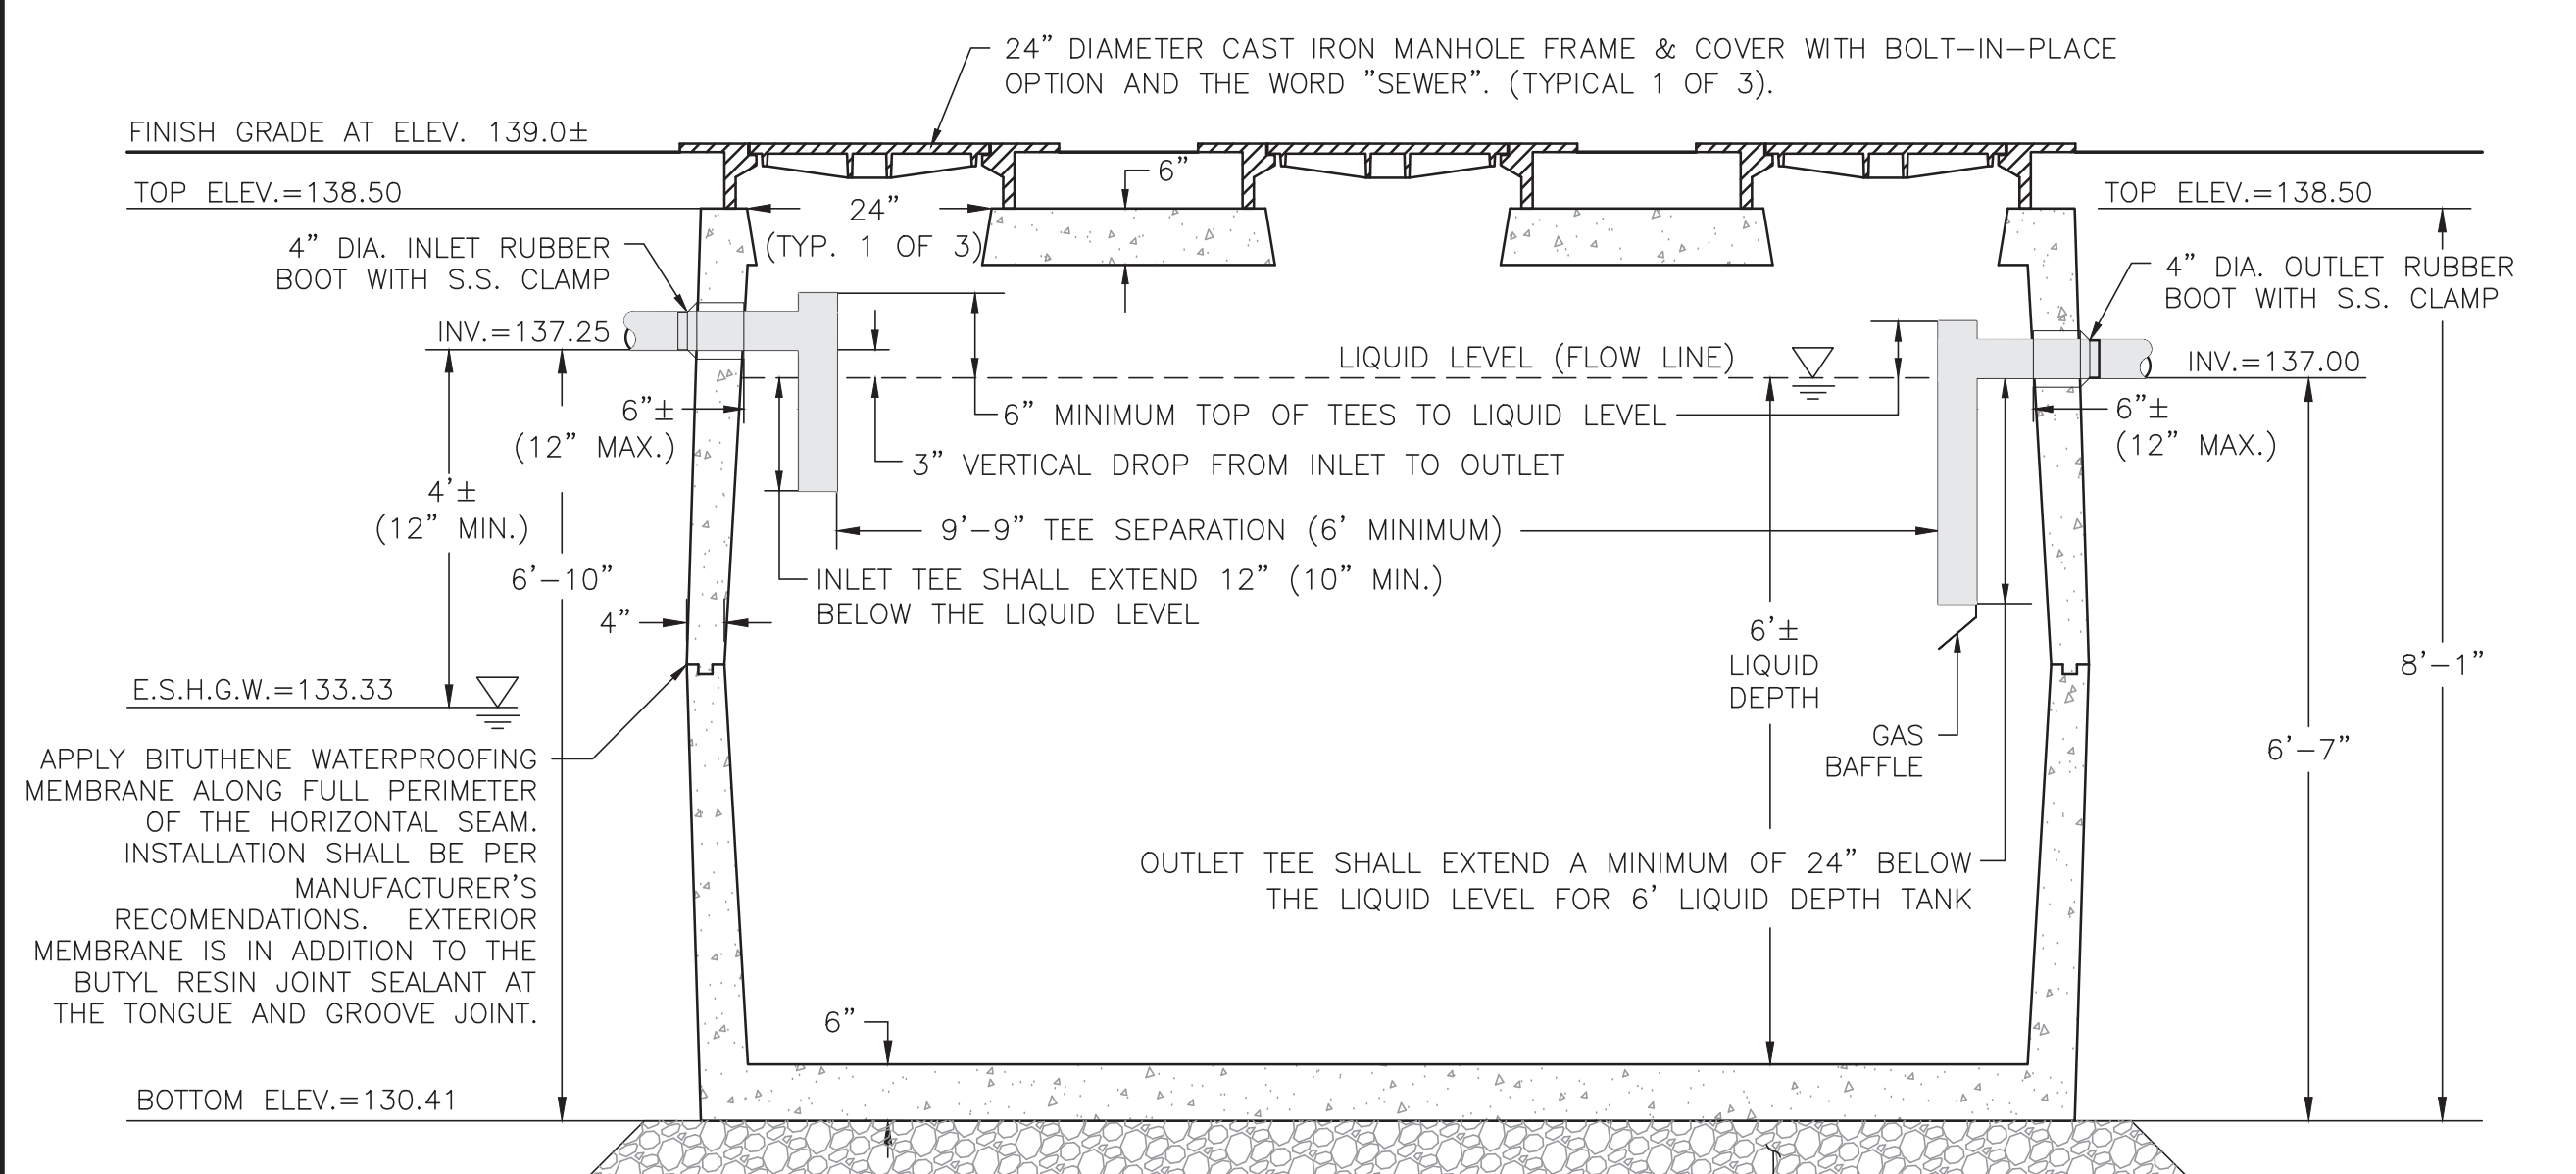 24” DIAMETER CAST IRON MANHOLE FRAME & COVER WITH BOLT–IN–PLACE
OPTION AND THE WORD ”SEWER”. (TYPICAL 1 OF 3).
FINISH GRADE AT ELEV. 139.0±
TOP ELEV.=138.50
24”
(TYP. 1 OF 3)
6”
TOP ELEV.=138.50
4” DIA. INLET RUBBER
BOOT WITH S.S. CLAMP
4” DIA. OUTLET RUBBER
BOOT WITH S.S. CLAMP
INV.=137.25
LIQUID LEVEL (FLOW LINE)
INV.=137.00
6”±
(12” MAX.)
6” MINIMUM TOP OF TEES TO LIQUID LEVEL
6”±
(12” MAX.)
3” VERTICAL DROP FROM INLET TO OUTLET
4’±
(12” MIN.)
9’–9” TEE SEPARATION (6’ MINIMUM)
6’–10”
INLET TEE SHALL EXTEND 12” (10” MIN.)
BELOW THE LIQUID LEVEL
4”
6’±
LIQUID
DEPTH
8’–1”
E.S.H.G.W.=133.33
GAS
BAFFLE
6’–7”
APPLY BITUTHENE WATERPROOFING
MEMBRANE ALONG FULL PERIMETER
OF THE HORIZONTAL SEAM.
INSTALLATION SHALL BE PER
MANUFACTURER’S
RECOMENDATIONS. EXTERIOR
MEMBRANE IS IN ADDITION TO THE
BUTYL RESIN JOINT SEALANT AT
THE TONGUE AND GROOVE JOINT.
OUTLET TEE SHALL EXTEND A MINIMUM OF 24” BELOW
THE LIQUID LEVEL FOR 6’ LIQUID DEPTH TANK
6”
BOTTOM ELEV.=130.41